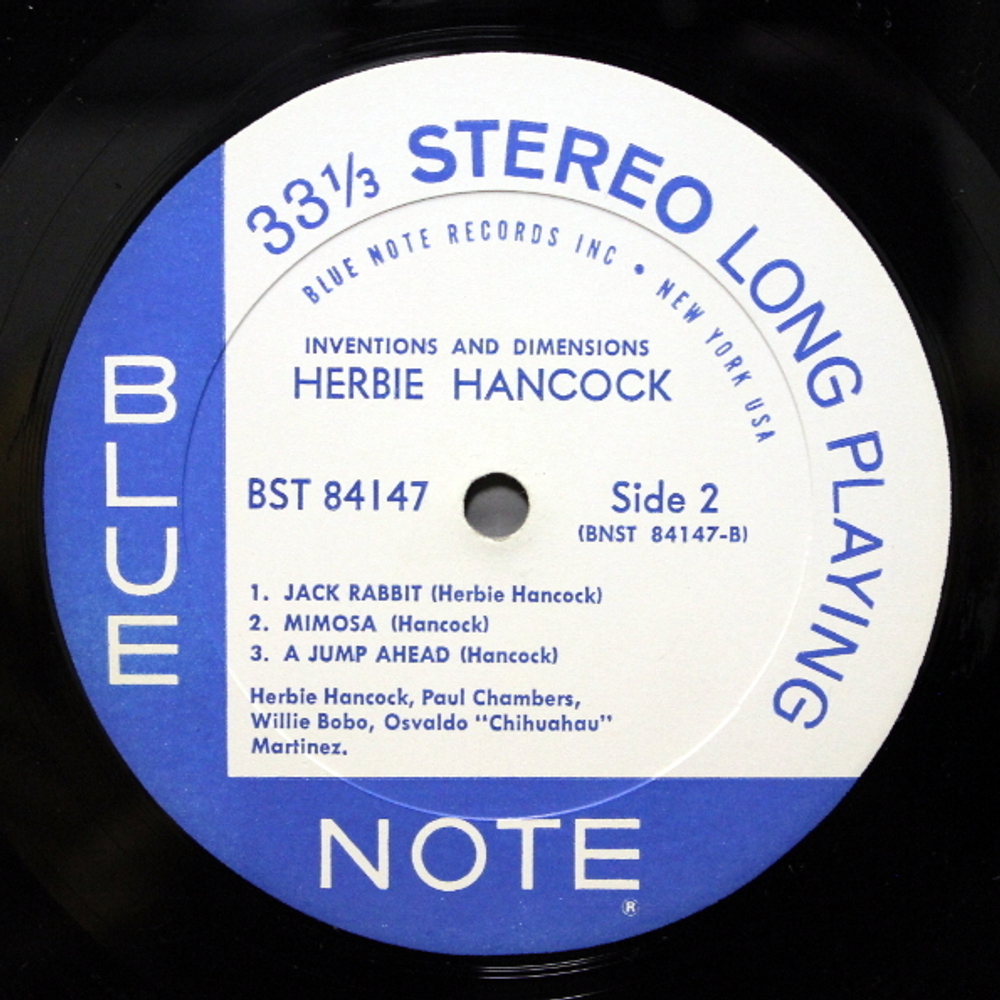 33⅓ STEREO LONG PLAYING
BLUE NOTE RECORDS INC • NEW YORK USA
INVENTIONS AND DIMENSIONS
HERBIE HANCOCK
BST 84147
Side 2
(BNST 84147-B)
1. JACK RABBIT (Herbie Hancock)
2. MIMOSA (Hancock)
3. A JUMP AHEAD (Hancock)
Herbie Hancock, Paul Chambers,
Willie Bobo, Osvaldo "Chihuahau"
Martinez.
BLUE
NOTE
®